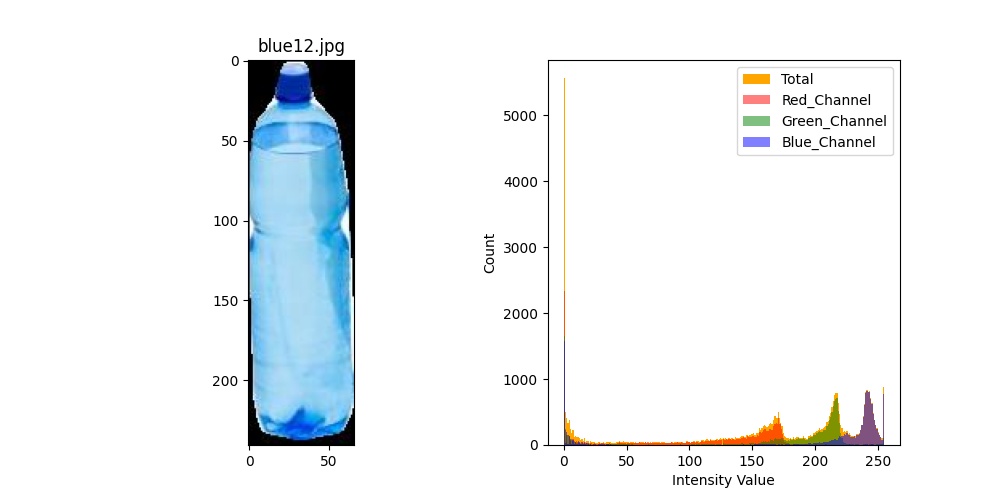 blue12.jpg
0
50
100
150
200
0 50
Total
Red_Channel
Green_Channel
Blue_Channel
Count
5000
4000
3000
2000
1000
0
0 50 100 150 200 250
Intensity Value